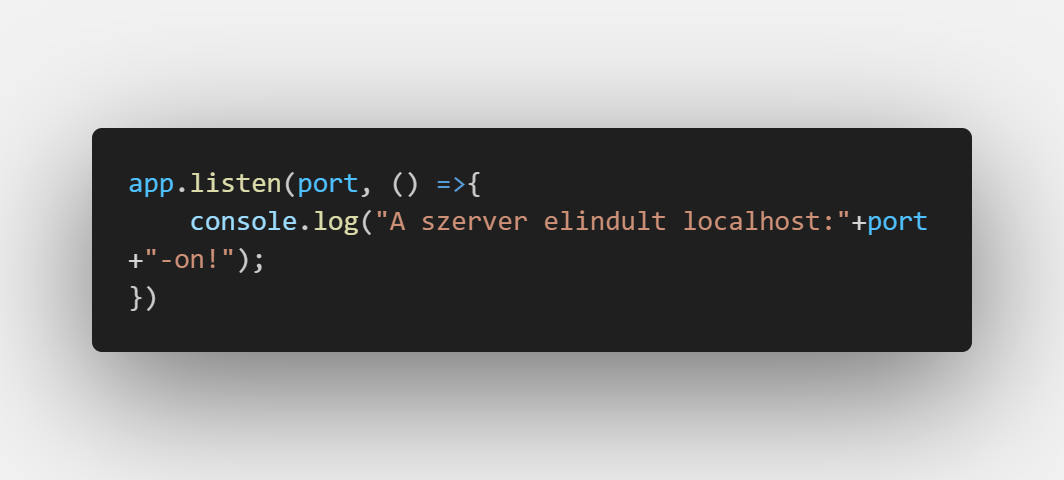 app.listen(port, () =>{
    console.log("A szerver elindult localhost:"+port
+"-on!");
})